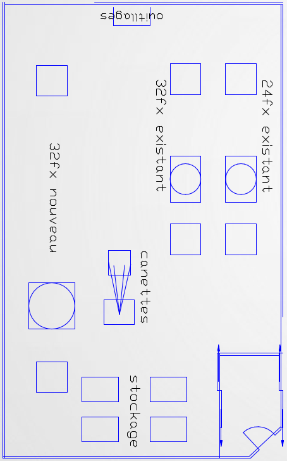 outillages
32fx existant
24fx existant
32fx nouveau
canettes
stockage